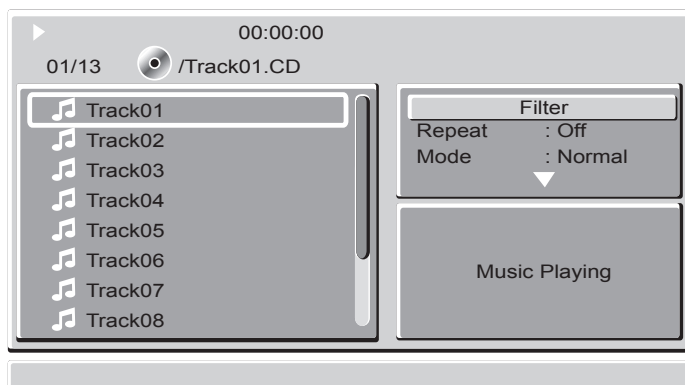 00:00:00
01/13 /Track01.CD
Track01
Track02
Track03
Track04
Track05
Track06
Track07
Track08
Filter
Repeat : Off
Mode : Normal
Music Playing